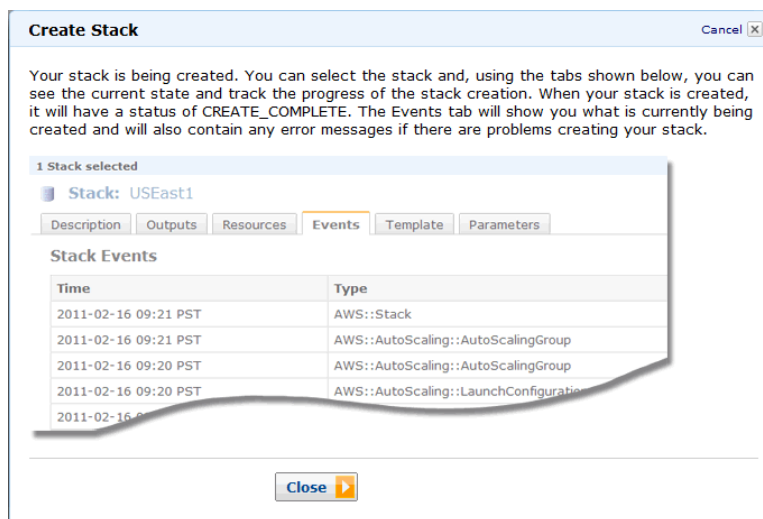 Create Stack
Cancel
Your stack is being created. You can select the stack and, using the tabs shown below, you can
see the current state and track the progress of the stack creation. When your stack is created,
it will have a status of CREATE_COMPLETE. The Events tab will show you what is currently being
created and will also contain any error messages if there are problems creating your stack.
1 Stack selected
Stack: USEast1
Description Outputs Resources Events Template Parameters
Stack Events
Time Type
2011-02-16 09:21 PST AWS::Stack
2011-02-16 09:21 PST AWS::AutoScaling::AutoScalingGroup
2011-02-16 09:20 PST AWS::AutoScaling::AutoScalingGroup
2011-02-16 09:20 PST AWS::AutoScaling::LaunchConfiguration
2011-02-16
Close